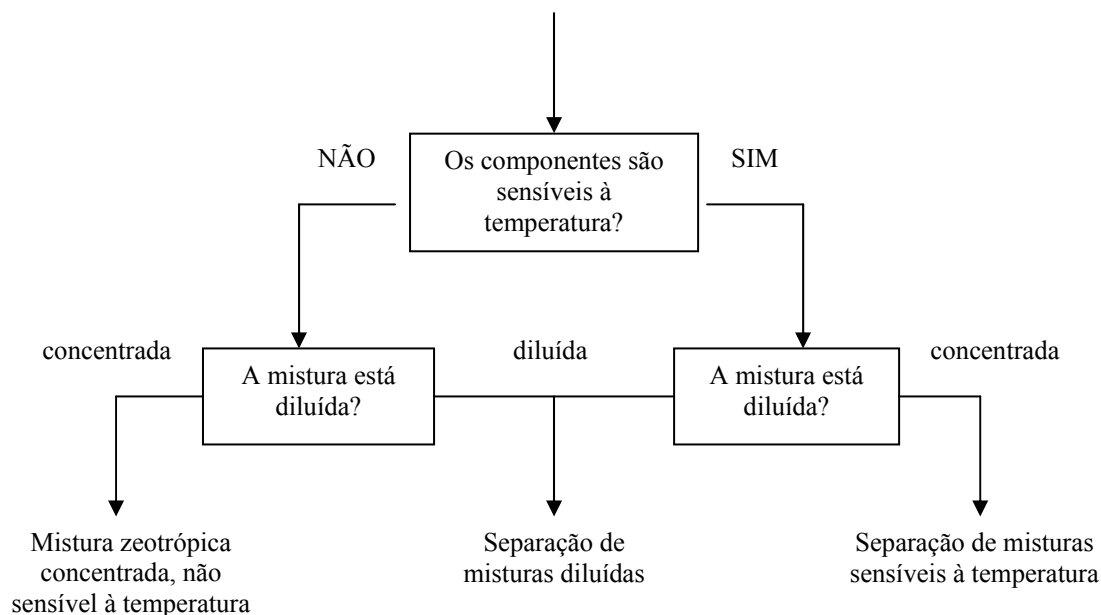 NÃO
Os componentes são
sensíveis à
temperatura?
SIM
concentrada
A mistura está
diluída?
diluída
A mistura está
diluída?
concentrada
Mistura zeotrópica
concentrada, não
sensível à temperatura
Separação de
misturas diluídas
Separação de misturas
sensíveis à temperatura